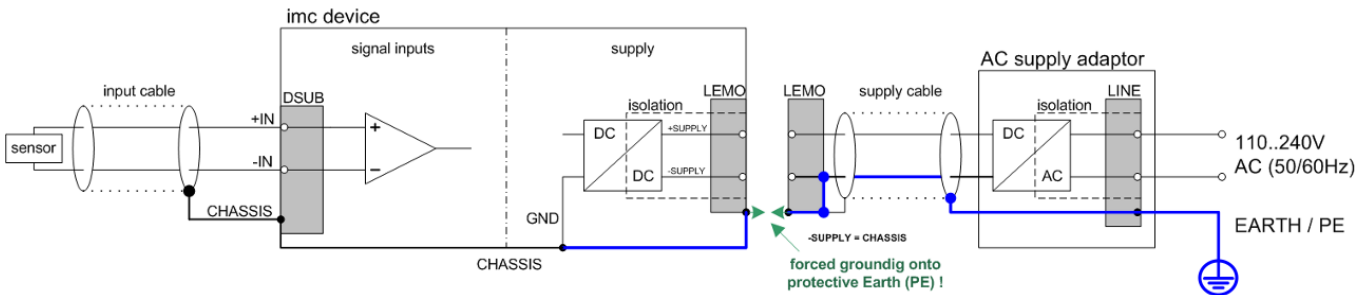 imc device
signal inputs
supply
AC supply adaptor
input cable
DSUB
LEMO
LEMO
supply cable
LINE
isolation
isolation
+IN
DC
+SUPPLY
DC
110..240V
sensor
+
-IN
−
DC
-SUPPLY
AC
AC (50/60Hz)
CHASSIS
GND
EARTH / PE
-SUPPLY = CHASSIS
CHASSIS
forced groundig onto
protective Earth (PE) !